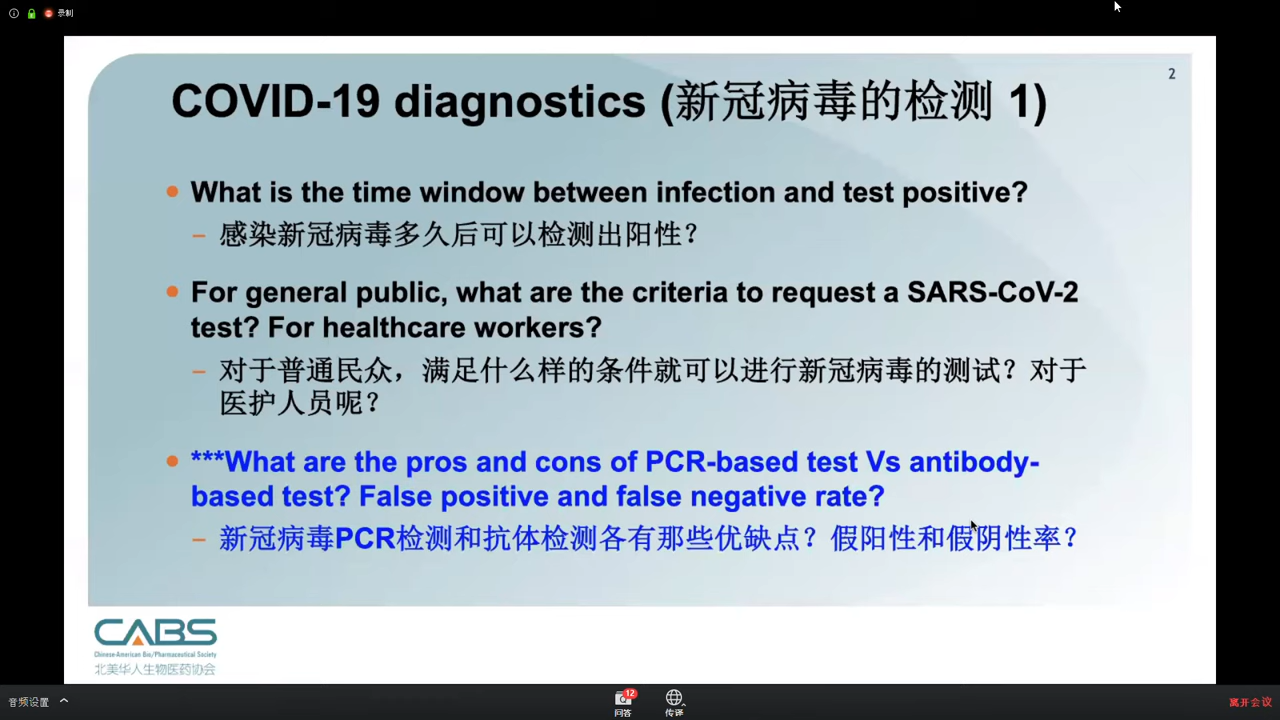 录制
2
COVID-19 diagnostics (新冠病毒的检测 1)
What is the time window between infection and test positive?
– 感染新冠病毒多久后可以检测出阳性？
For general public, what are the criteria to request a SARS-CoV-2
test? For healthcare workers?
– 对于普通民众，满足什么样的条件就可以进行新冠病毒的测试？对于
医护人员呢？
***What are the pros and cons of PCR-based test Vs antibody-
based test? False positive and false negative rate?
– 新冠病毒PCR检测和抗体检测各有那些优缺点？假阳性和假阴性率？
CABS
Chinese-American Bio/Pharmaceutical Society
北美华人生物医药协会
音频设置
12
问答
传译
离开会议